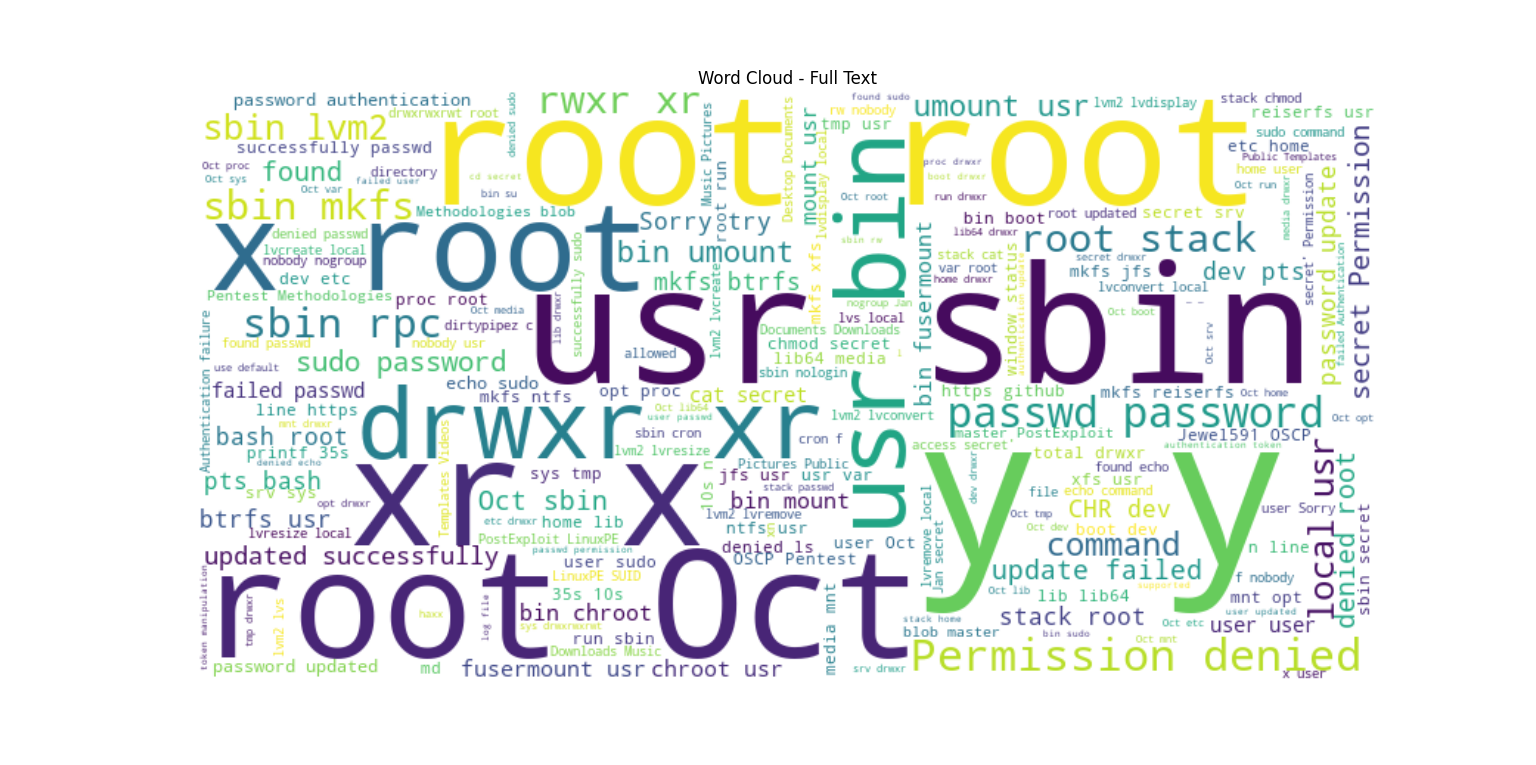 Word Cloud - Full Text
password authentication
drwxrwxrwt root
denied sudo
rwxr xr
found sudo
rw nobody
umount usr
lvm2 lvdisplay
stack chmod
reiserfs usr
sbin lvm2
root root
Music Pictures
Desktop Documents
mount usr
tmp usr
lvdisplay local
usr bin
sudo command
etc home
secret Permission
successfully passwd
Oct proc
found
directory
Oct sys
Oct var
failed user
cd secret
bin su
proc drwxr
boot drwxr
Public Templates
home user
Oct run
password update
sbin mkfs
Methodologies blob
Sorry try
root run
Oct root
run drwxr
bin boot
root updated
secret srv
media drwxr
secret' Permission
x root
denied passwd
lvcreate local
nobody nogroup
dev etc
successfully sudo
bin umount
mkfs xfs
sbin rw
bin fusermount
lib64 drwxr
root stack
stack cat
var root
home drwxr
window status
secret drwxr
mkfs jfs
dev pts
lvconvert local
failed Authentication
Pentest Methodologies
proc root
Oct media
mkfs btrfs
lvm2 lvcreate
nogroup Jan
usr sbin
sbin rpc
dirtypipez c
lib drwxr
lvs local
Documents Downloads
Oct boot
Oct srv
Authentication failure
found passwd
nobody usr
chmod secret
lib64 media
sudo password
allowed
use default
sbin nologin
failed passwd
echo sudo
mkfs ntfs
opt proc
cat secret
https github
mkfs reiserfs
Oct home
line https
drwxr xr
Oct lib64
user passwd
lvm2 lvconvert
passwd password
Oct opt
mnt drwxr
bash root
printf 35s
Templates Videos
sbin cron
cron f
master PostExploit
Jewel591 OSCP
access secret'
authentication token
lvm2 lvresize
denied echo
pts bash
srv sys
xr x
sys tmp
10s n
Pictures Public
jfs usr
usr var
y y
dev drwxr
total drwxr
found echo
xfs usr
local usr
denied root
opt drwxr
Oct sbin
stack passwd
bin mount
file
echo command
CHR dev
user Sorry
sbin secret
btrfs usr
etc drwxr
home lib
lvm2 lvremove
ntfs usr
xn
Oct tmp
Oct dev
boot dev
lvresize local
PostExploit LinuxPE
denied ls
user Oct
lvremove local
Jan secret
command
n line
updated successfully
passwd permission
user sudo
OSCP Pentest
update failed
supported
f nobody
token manipulation
root Oct
LinuxPE SUID
35s 10s
Oct lib
lib lib64
mnt opt
tmp drwxr
lvm2 lvs
haxx
log file
bin chroot
media mnt
stack home
stack root
user updated
sys drwxrwxrwt
run sbin
blob master
bin sudo
Oct etc
user user
Downloads Music
Oct mnt
password updated
md
fusermount usr
chroot usr
srv drwxr
Permission denied
x user